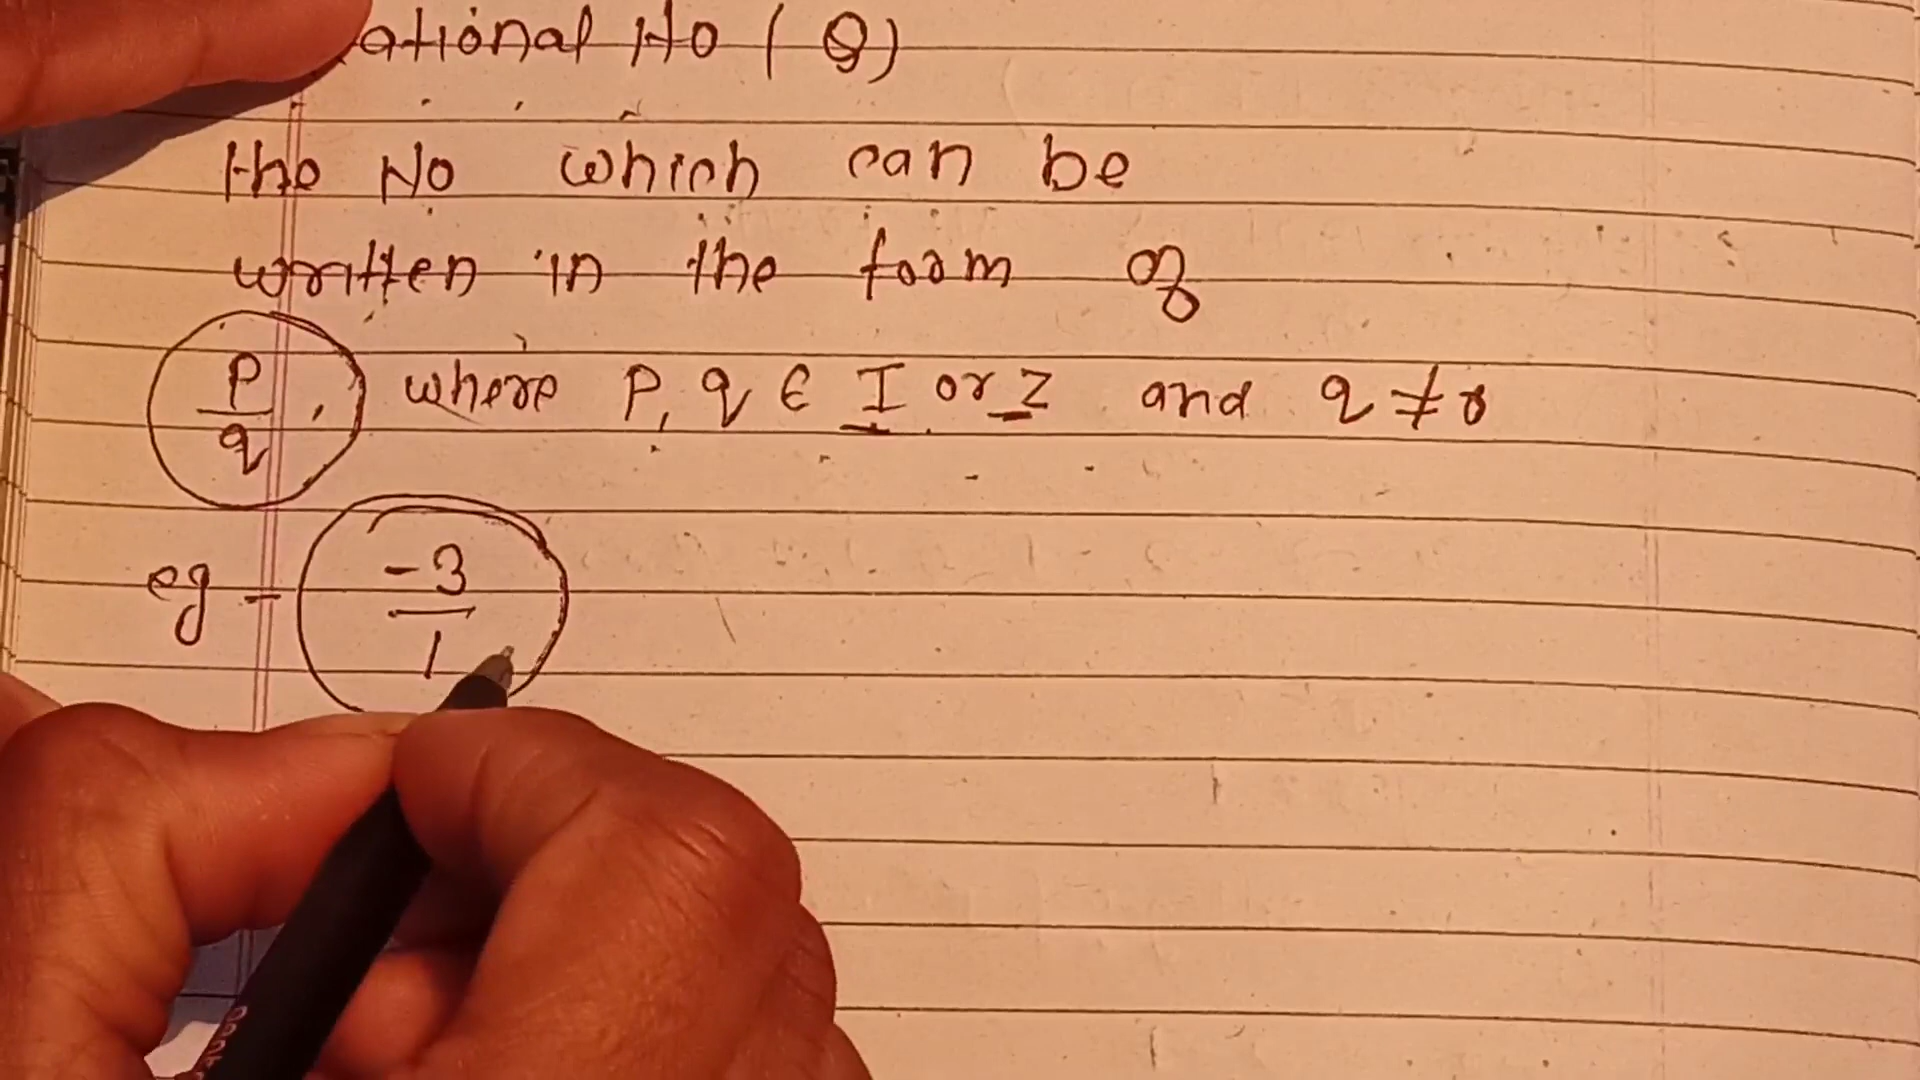 ational No (Q)
the No which can be
written in the form of
P/q, where P, q ∈ I or Z and q ≠ 0
eg - -3/1